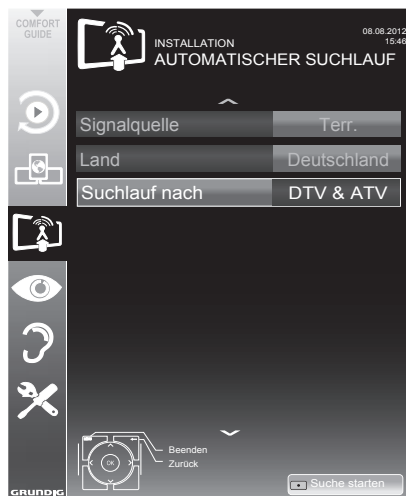 COMFORT
GUIDE
INSTALLATION
AUTOMATISCHER SUCHLAUF
08.08.2012
15:46
Signalquelle Terr.
Land Deutschland
Suchlauf nach DTV & ATV
OK
Beenden
Zurück
Suche starten
GRUNDIG